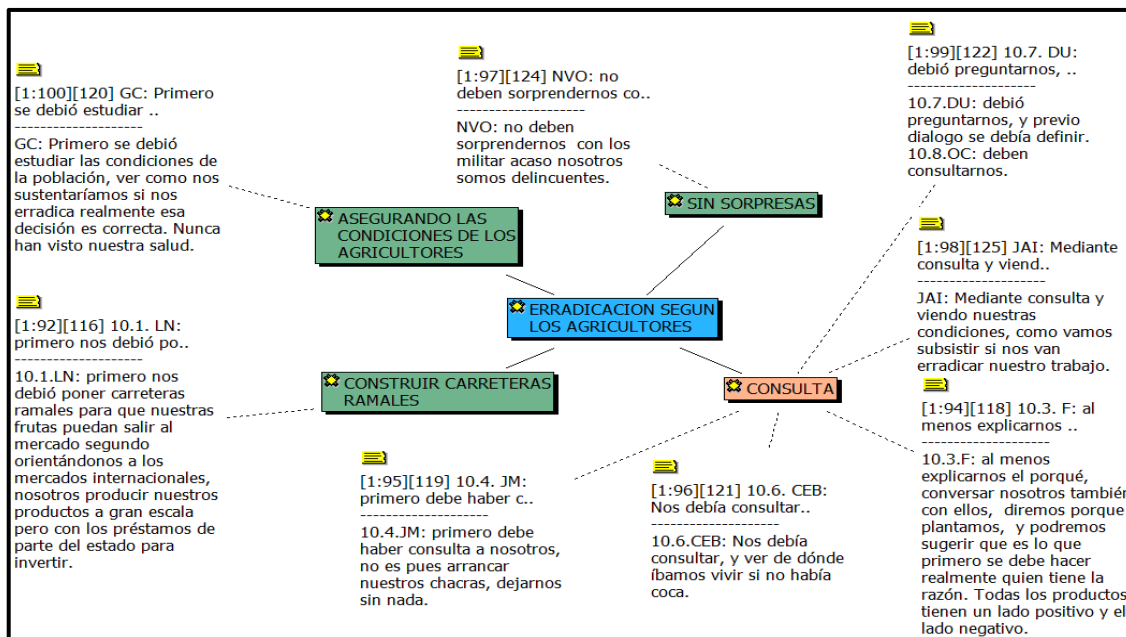 [1:100][120] GC: Primero
se debió estudiar ..
--------------------
GC: Primero se debió
estudiar las condiciones de
la población, ver como nos
sustentaríamos si nos
erradica realmente esa
decisión es correcta. Nunca
han visto nuestra salud.
[1:97][124] NVO: no
deben sorprendernos co..
--------------------
NVO: no deben
sorprendernos con los
militar acaso nosotros
somos delincuentes.
[1:99][122] 10.7. DU:
debió preguntarnos, ..
--------------------
10.7.DU: debió
preguntarnos, y previo
dialogo se debía definir.
10.8.OC: deben
consultarnos.
SIN SORPRESAS
ASEGURANDO LAS
CONDICIONES DE LOS
AGRICULTORES
[1:98][125] JAI: Mediante
consulta y viend..
--------------------
JAI: Mediante consulta y
viendo nuestras
condiciones, como vamos
subsistir si nos van
erradicar nuestro trabajo.
ERRADICACION SEGUN
LOS AGRICULTORES
[1:92][116] 10.1. LN:
primero nos debió po..
--------------------
10.1.LN: primero nos
debió poner carreteras
ramales para que nuestras
frutas puedan salir al
mercado segundo
orientándonos a los
mercados internacionales,
nosotros producir nuestros
productos a gran escala
pero con los préstamos de
parte del estado para
invertir.
CONSTRUIR CARRETERAS
RAMALES
CONSULTA
[1:95][119] 10.4. JM:
primero debe haber c..
--------------------
10.4.JM: primero debe
haber consulta a nosotros,
no es pues arrancar
nuestros chacras, dejarnos
sin nada.
[1:96][121] 10.6. CEB:
Nos debía consultar..
--------------------
10.6.CEB: Nos debía
consultar, y ver de dónde
íbamos vivir si no había
coca.
[1:94][118] 10.3. F: al
menos explicarnos ..
--------------------
10.3.F: al menos
explicarnos el porqué,
conversar nosotros también
con ellos, diremos porque
plantamos, y podremos
sugerir que es lo que
primero se debe hacer
realmente quien tiene la
razón. Todas los productos
tienen un lado positivo y el
lado negativo.